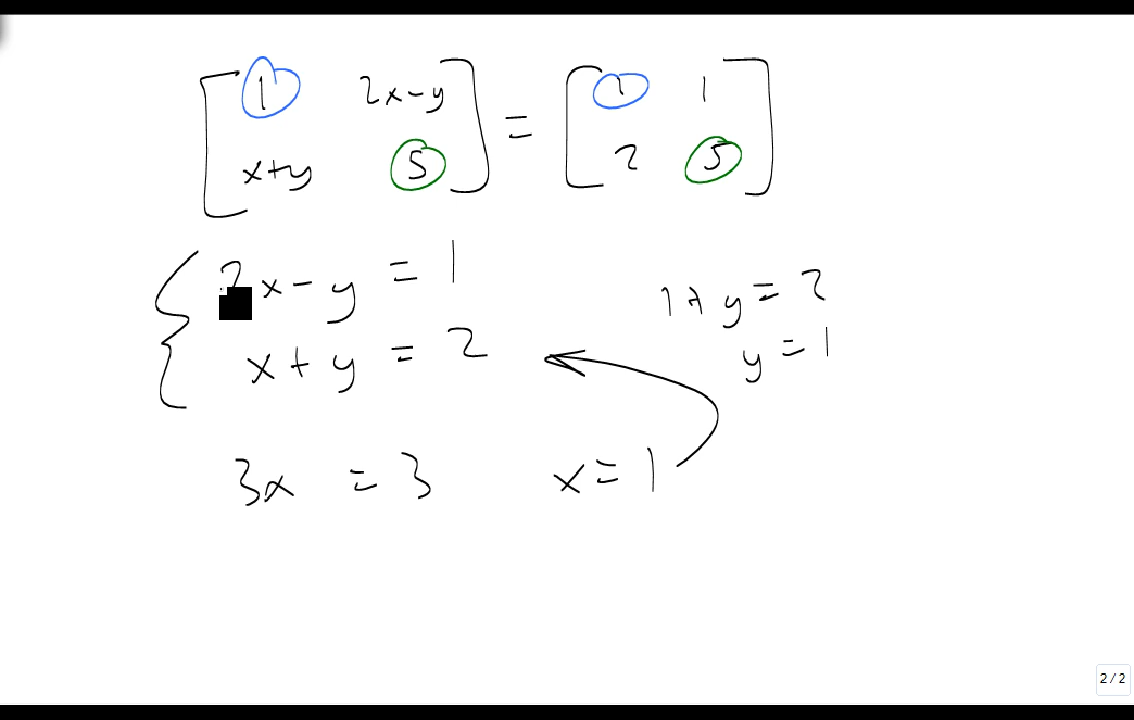 [ 1 2x-y ] = [ 1 1 ]
[ x+y 5 ] [ 2 5 ]
{ 2x - y = 1
x + y = 2
1 + y = 2
y = 1
3x = 3
x = 1
2 / 2